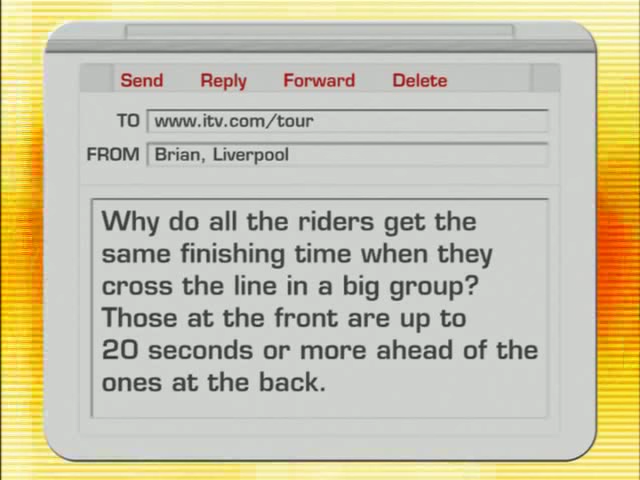 Send Reply Forward Delete
TO www.itv.com/tour
FROM Brian, Liverpool
Why do all the riders get the
same finishing time when they
cross the line in a big group?
Those at the front are up to
20 seconds or more ahead of the
ones at the back.